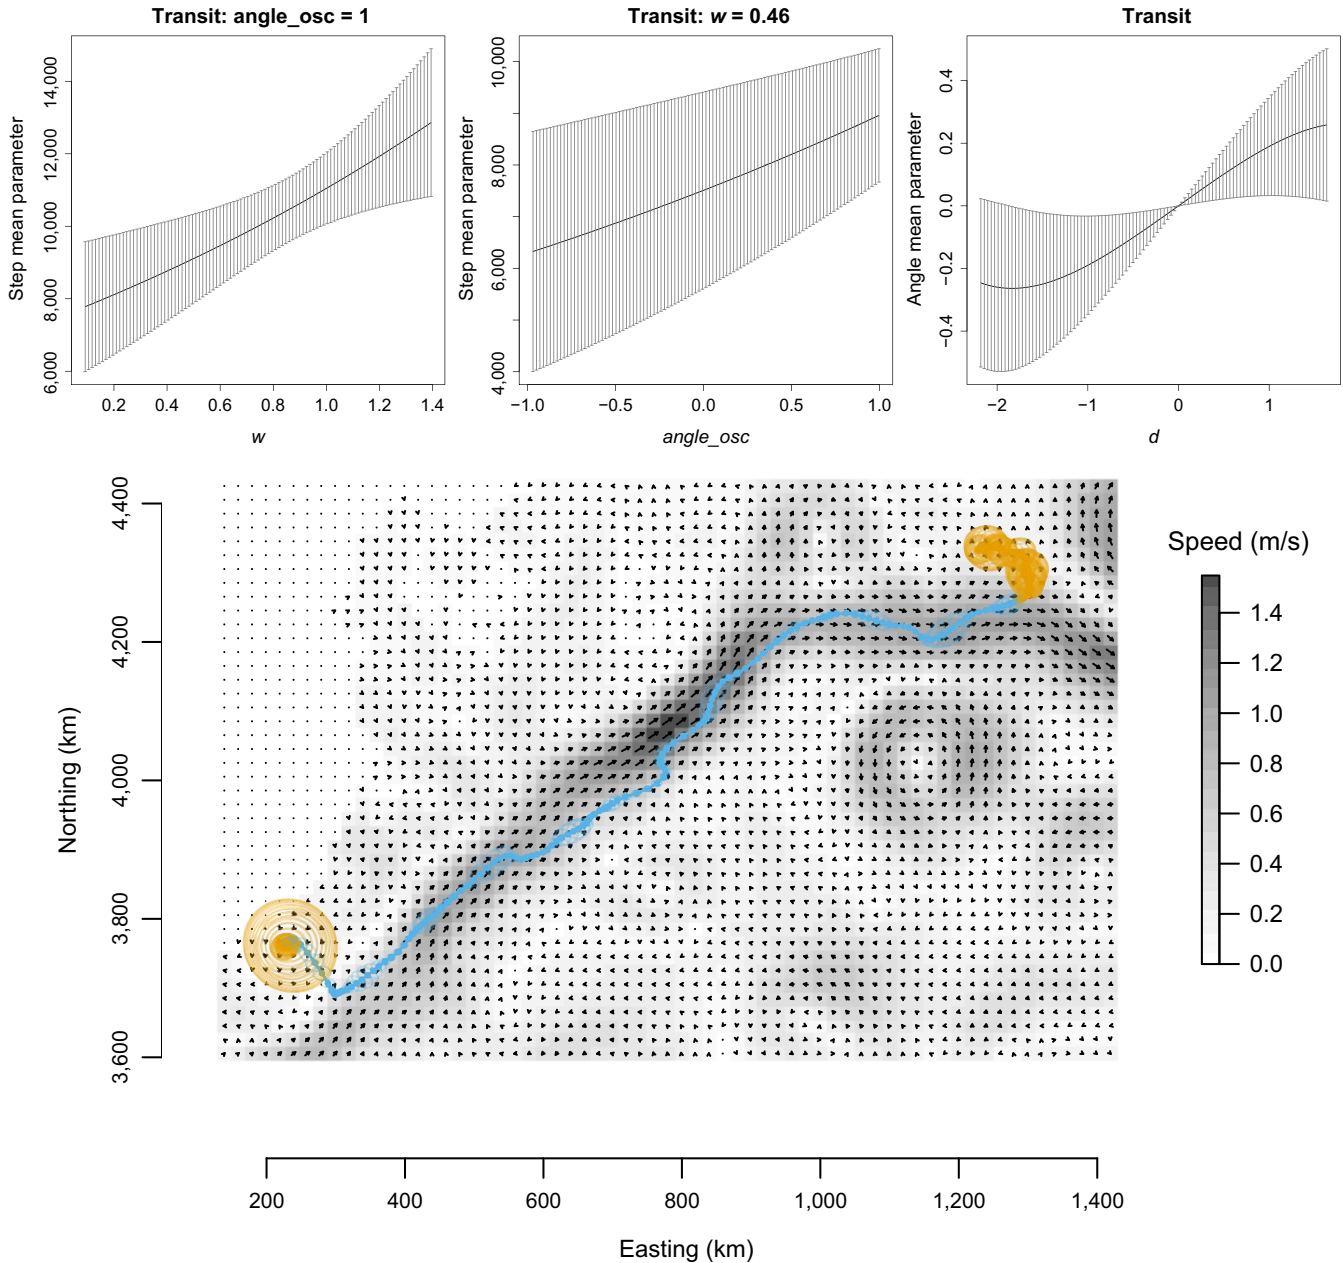 Transit: angle_osc = 1
Step mean parameter
14,000
12,000
10,000
8,000
6,000
0.2 0.4 0.6 0.8 1.0 1.2 1.4
w
Transit: w = 0.46
Step mean parameter
10,000
8,000
6,000
4,000
−1.0 −0.5 0.0 0.5 1.0
angle_osc
Transit
Angle mean parameter
0.4
0.2
0.0
−0.2
−0.4
−2 −1 0 1
d
Northing (km)
4,400
4,200
4,000
3,800
3,600
200 400 600 800 1,000 1,200 1,400
Easting (km)
Speed (m/s)
1.4
1.2
1.0
0.8
0.6
0.4
0.2
0.0